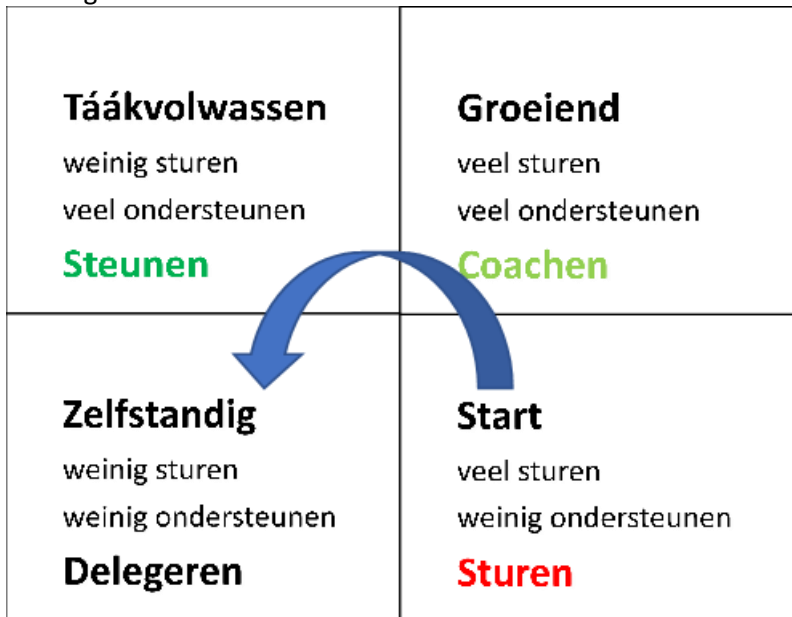 Táákvolwassen
weinig sturen
veel ondersteunen
Steunen
Groeiend
veel sturen
veel ondersteunen
Coachen
Zelfstandig
weinig sturen
weinig ondersteunen
Delegeren
Start
veel sturen
weinig ondersteunen
Sturen